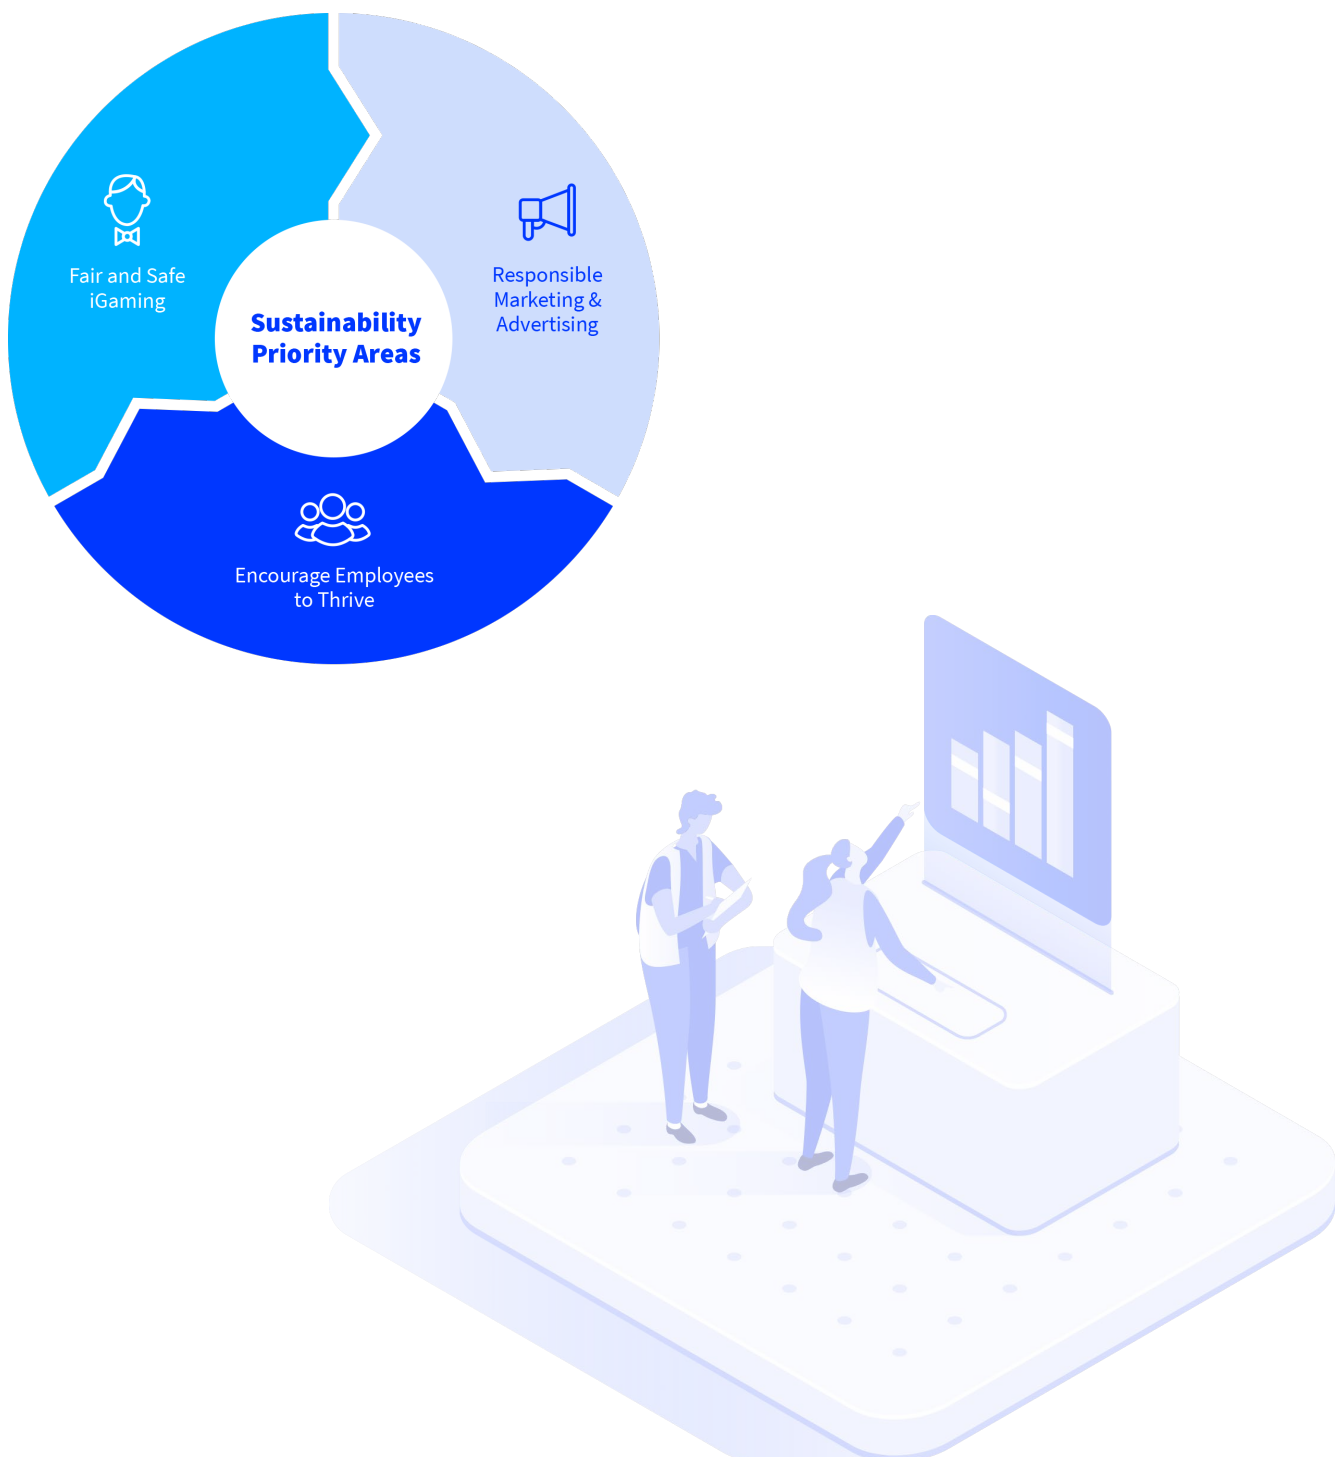 Fair and Safe
iGaming
Responsible
Marketing &
Advertising
Sustainability
Priority Areas
Encourage Employees
to Thrive